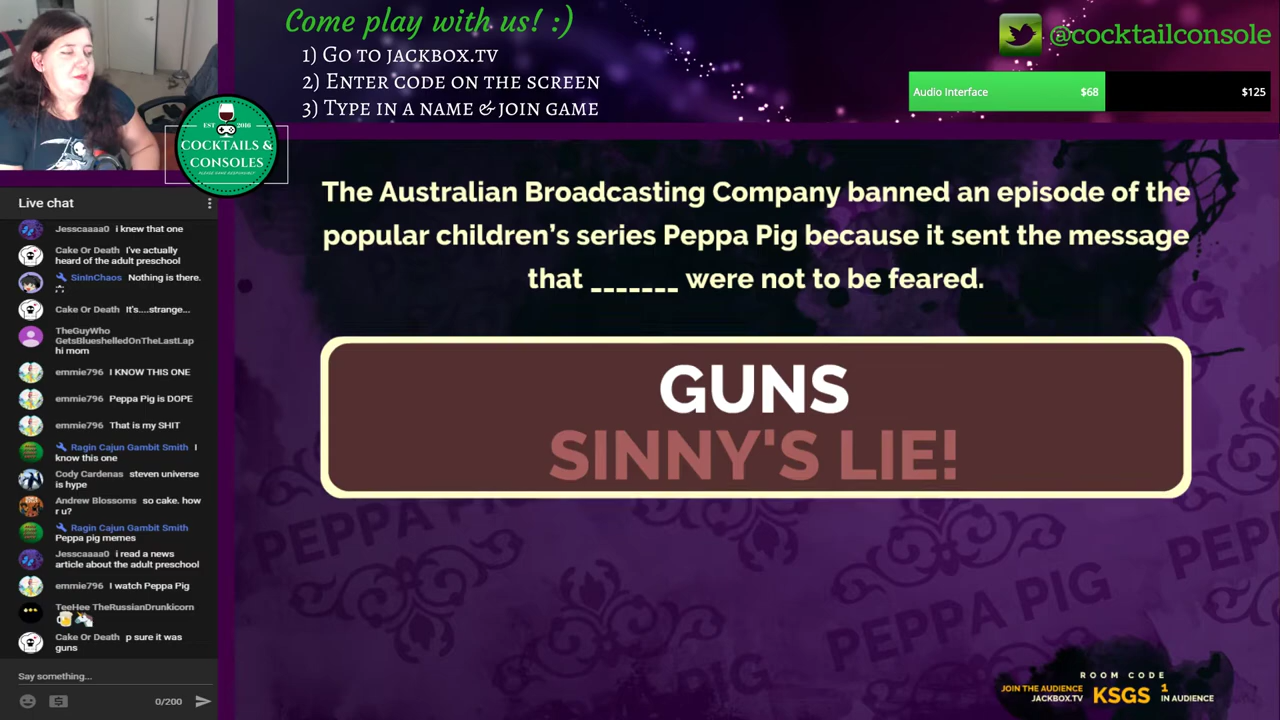 Come play with us! :)
1) Go to jackbox.tv
2) Enter code on the screen
3) Type in a name & join game
@cocktailconsole
Audio Interface $68 $125
EST 2016
COCKTAILS &
CONSOLES
PLEASE GAME RESPONSIBLY
Live chat
Jesscaaaa0 i knew that one
Cake Or Death I've actually
heard of the adult preschool
SinInChaos Nothing is there.
Cake Or Death It's....strange...
TheGuyWho
GetsBlueshelledOnTheLastLap
hi mom
emmie796 I KNOW THIS ONE
emmie796 Peppa Pig is DOPE
emmie796 That is my SHIT
Ragin Cajun Gambit Smith I
know this one
Cody Cardenas steven universe
is hype
Andrew Blossoms so cake. how
r u?
Ragin Cajun Gambit Smith
Peppa pig memes
Jesscaaaa0 i read a news
article about the adult preschool
emmie796 I watch Peppa Pig
TeeHee TheRussianDrunkicorn
Cake Or Death p sure it was
guns
Say something...
0/200
The Australian Broadcasting Company banned an episode of the
popular children's series Peppa Pig because it sent the message
that _______ were not to be feared.
GUNS
SINNY'S LIE!
PEPPA PIG
PEPPA PIG
ROOM CODE
JOIN THE AUDIENCE
JACKBOX.TV
KSGS
1
IN AUDIENCE